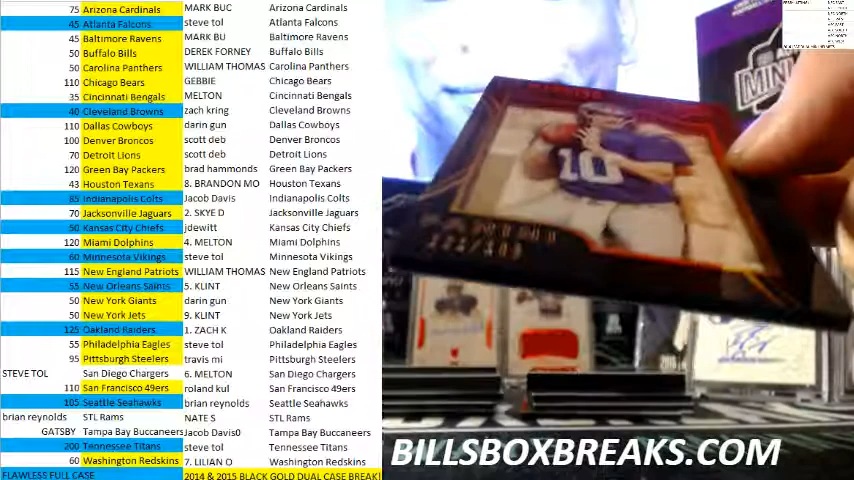 75 Arizona Cardinals MARK BUC Arizona Cardinals
45 Atlanta Falcons steve tol Atlanta Falcons
45 Baltimore Ravens MARK BU Baltimore Ravens
50 Buffalo Bills DEREK FORNEY Buffalo Bills
50 Carolina Panthers WILLIAM THOMAS Carolina Panthers
110 Chicago Bears GEBBIE Chicago Bears
35 Cincinnati Bengals MELTON Cincinnati Bengals
40 Cleveland Browns zach kring Cleveland Browns
110 Dallas Cowboys darin gun Dallas Cowboys
100 Denver Broncos scott deb Denver Broncos
70 Detroit Lions scott deb Detroit Lions
120 Green Bay Packers brad hammonds Green Bay Packers
43 Houston Texans 8. BRANDON MO Houston Texans
85 Indianapolis Colts Jacob Davis Indianapolis Colts
70 Jacksonville Jaguars 2. SKYE D Jacksonville Jaguars
50 Kansas City Chiefs jdewitt Kansas City Chiefs
120 Miami Dolphins 4. MELTON Miami Dolphins
60 Minnesota Vikings steve tol Minnesota Vikings
115 New England Patriots WILLIAM THOMAS New England Patriots
55 New Orleans Saints 5. KLINT New Orleans Saints
50 New York Giants darin gun New York Giants
50 New York Jets 9. KLINT New York Jets
125 Oakland Raiders 1. ZACH K Oakland Raiders
55 Philadelphia Eagles steve tol Philadelphia Eagles
95 Pittsburgh Steelers travis mi Pittsburgh Steelers
STEVE TOL San Diego Chargers 6. MELTON San Diego Chargers
110 San Francisco 49ers roland kul San Francisco 49ers
105 Seattle Seahawks brian reynolds Seattle Seahawks
brian reynolds STL Rams NATE S STL Rams
GATSBY Tampa Bay Buccaneers Jacob Davis0 Tampa Bay Buccaneers
200 Tennessee Titans steve tol Tennessee Titans
60 Washington Redskins 7. LILIAN O Washington Redskins
FLAWLESS FULL CASE 2014 & 2015 BLACK GOLD DUAL CASE BREAK!
10
MINI
BILLSBOXBREAKS.COM